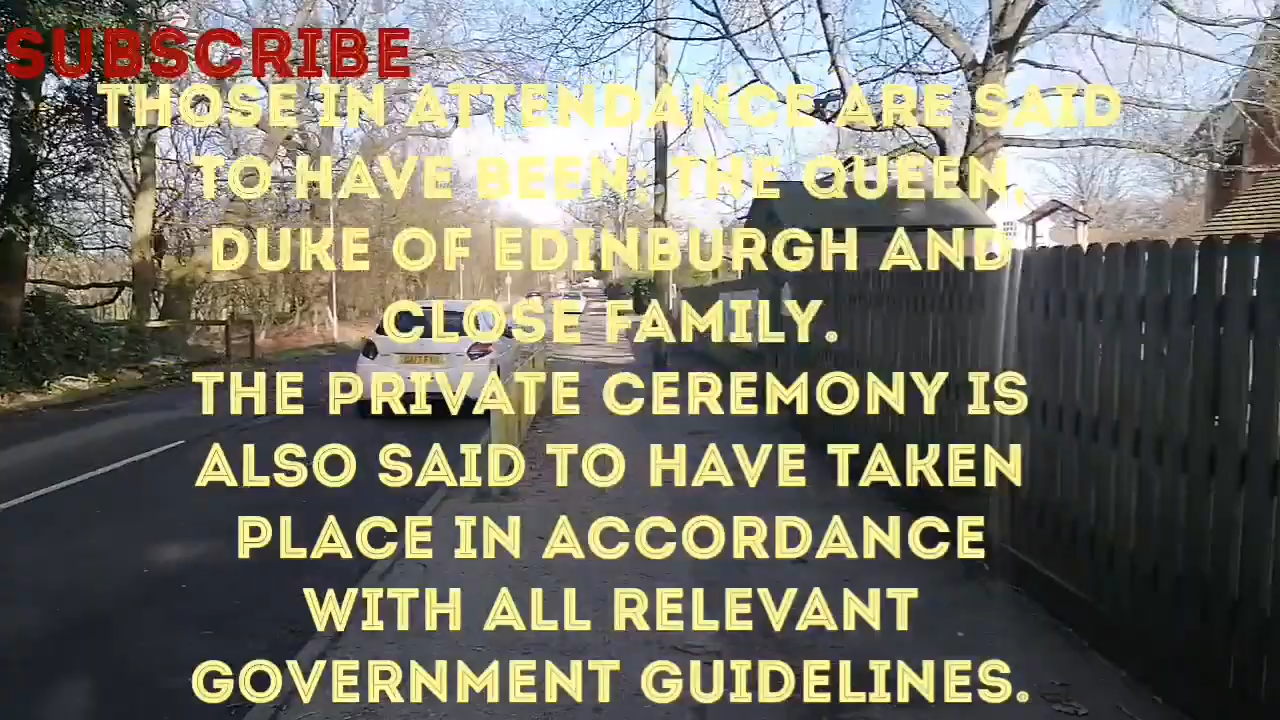 SUBSCRIBE
THOSE IN ATTENDANCE ARE SAID
TO HAVE BEEN; THE QUEEN,
DUKE OF EDINBURGH AND
CLOSE FAMILY.
THE PRIVATE CEREMONY IS
ALSO SAID TO HAVE TAKEN
PLACE IN ACCORDANCE
WITH ALL RELEVANT
GOVERNMENT GUIDELINES.